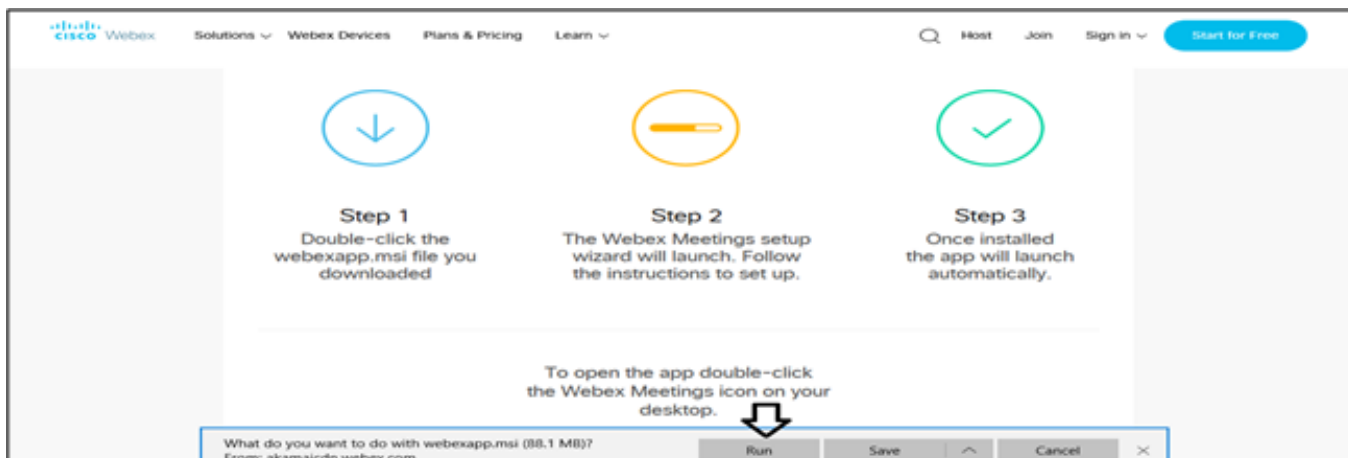 cisco Webex Solutions Webex Devices Plans & Pricing Learn Host Join Sign in Start for Free
Step 1
Double-click the
webexapp.msi file you
downloaded
Step 2
The Webex Meetings setup
wizard will launch. Follow
the instructions to set up.
Step 3
Once installed
the app will launch
automatically.
To open the app double-click
the Webex Meetings icon on your
desktop.
What do you want to do with webexapp.msi (88.1 MB)?
From: akamaicdn.webex.com
Run Save Cancel